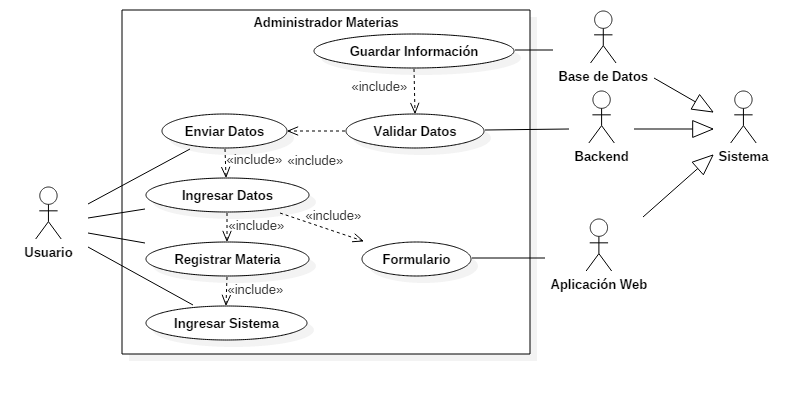 Administrador Materias
Guardar Información
Base de Datos
«include»
Enviar Datos
Validar Datos
Backend
Sistema
«include»
«include»
Ingresar Datos
«include»
«include»
Usuario
Registrar Materia
Formulario
Aplicación Web
«include»
Ingresar Sistema